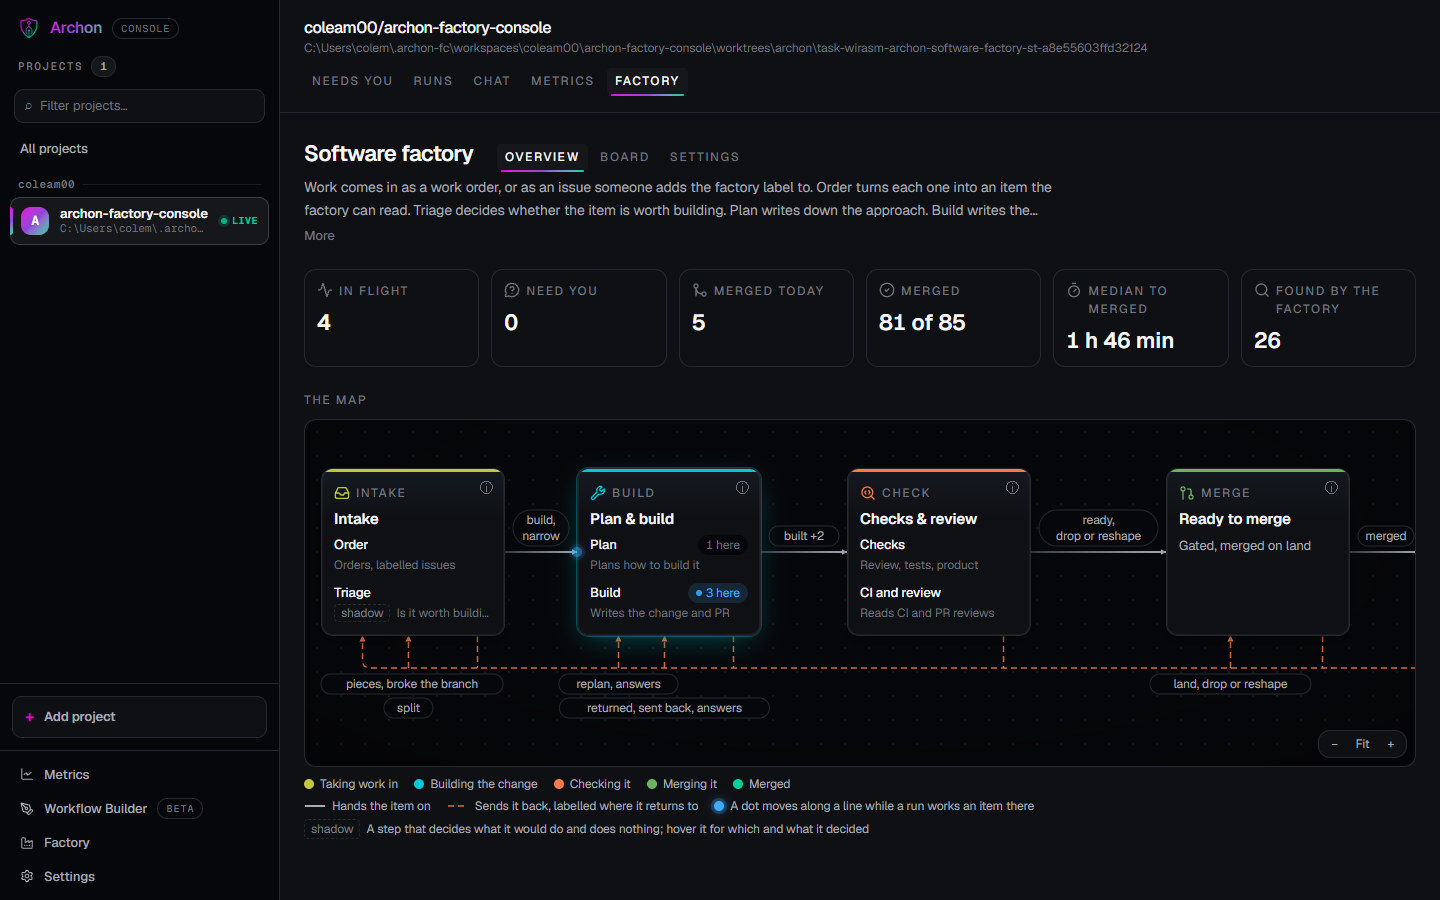 Archon
CONSOLE
PROJECTS 1
Filter projects...
All projects
coleam00
A
archon-factory-console
C:\Users\colem\.archo…
LIVE
Add project
Metrics
Workflow Builder BETA
Factory
Settings
coleam00/archon-factory-console
C:\Users\colem\.archon-fc\workspaces\coleam00\archon-factory-console\worktrees\archon\task-wirasm-archon-software-factory-st-a8e55603ffd32124
NEEDS YOU RUNS CHAT METRICS FACTORY
Software factory OVERVIEW BOARD SETTINGS
Work comes in as a work order, or as an issue someone adds the factory label to. Order turns each one into an item the
factory can read. Triage decides whether the item is worth building. Plan writes down the approach. Build writes the…
More
IN FLIGHT
4
NEED YOU
0
MERGED TODAY
5
MERGED
81 of 85
MEDIAN TO
MERGED
1 h 46 min
FOUND BY THE
FACTORY
26
THE MAP
INTAKE
Intake
Order
Orders, labelled issues
Triage
shadow Is it worth buildi…
build,
narrow
BUILD
Plan & build
Plan 1 here
Plans how to build it
Build 3 here
Writes the change and PR
built +2
CHECK
Checks & review
Checks
Review, tests, product
CI and review
Reads CI and PR reviews
ready,
drop or reshape
MERGE
Ready to merge
Gated, merged on land
merged
pieces, broke the branch
split
replan, answers
returned, sent back, answers
land, drop or reshape
− Fit +
Taking work in Building the change Checking it Merging it Merged
Hands the item on Sends it back, labelled where it returns to A dot moves along a line while a run works an item there
shadow A step that decides what it would do and does nothing; hover it for which and what it decided